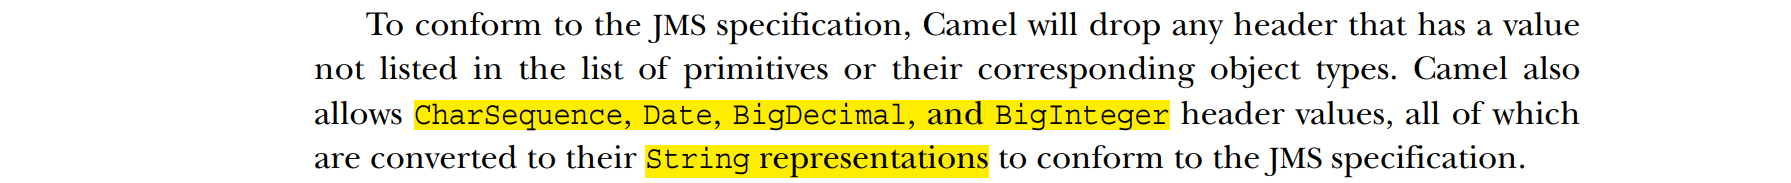 To conform to the JMS specification, Camel will drop any header that has a value
not listed in the list of primitives or their corresponding object types. Camel also
allows CharSequence, Date, BigDecimal, and BigInteger header values, all of which
are converted to their String representations to conform to the JMS specification.